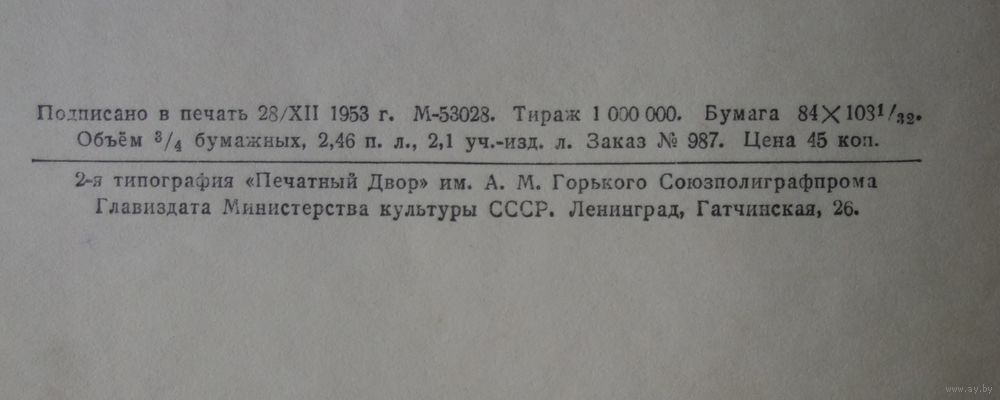 Подписано в печать 28/XII 1953 г. М-53028. Тираж 1 000 000. Бумага 84×108¹/₃₂.
Объём ³/₄ бумажных, 2,46 п. л., 2,1 уч.-изд. л. Заказ № 987. Цена 45 коп.
2-я типография «Печатный Двор» им. А. М. Горького Союзполиграфпрома
Главиздата Министерства культуры СССР. Ленинград, Гатчинская, 26.
www.ay.by